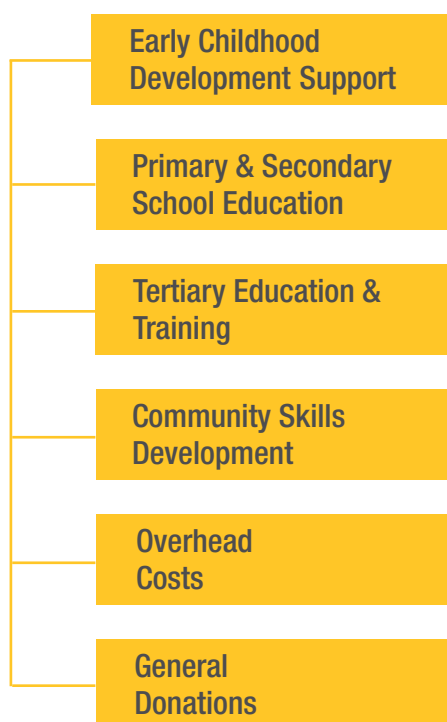 Early Childhood
Development Support
Primary & Secondary
School Education
Tertiary Education &
Training
Community Skills
Development
Overhead
Costs
General
Donations